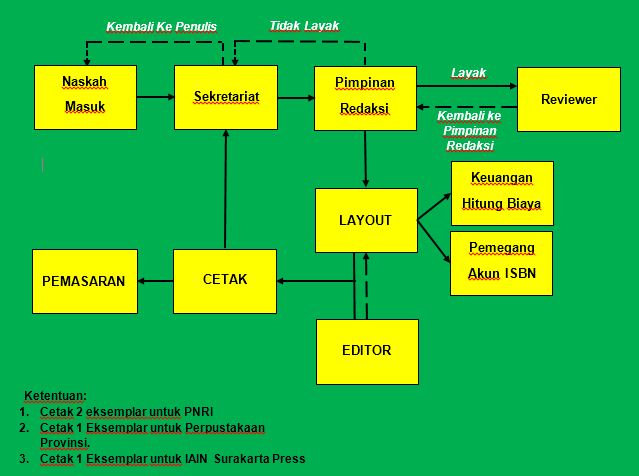 Kembali Ke Penulis
Tidak Layak
Naskah
Masuk
Sekretariat
Pimpinan
Redaksi
Layak
Reviewer
Kembali ke
Pimpinan
Redaksi
Keuangan
Hitung Biaya
LAYOUT
Pemegang
Akun ISBN
PEMASARAN
CETAK
EDITOR
Ketentuan:
1. Cetak 2 eksemplar untuk PNRI
2. Cetak 1 Eksemplar untuk Perpustakaan
Provinsi.
3. Cetak 1 Eksemplar untuk IAIN Surakarta Press